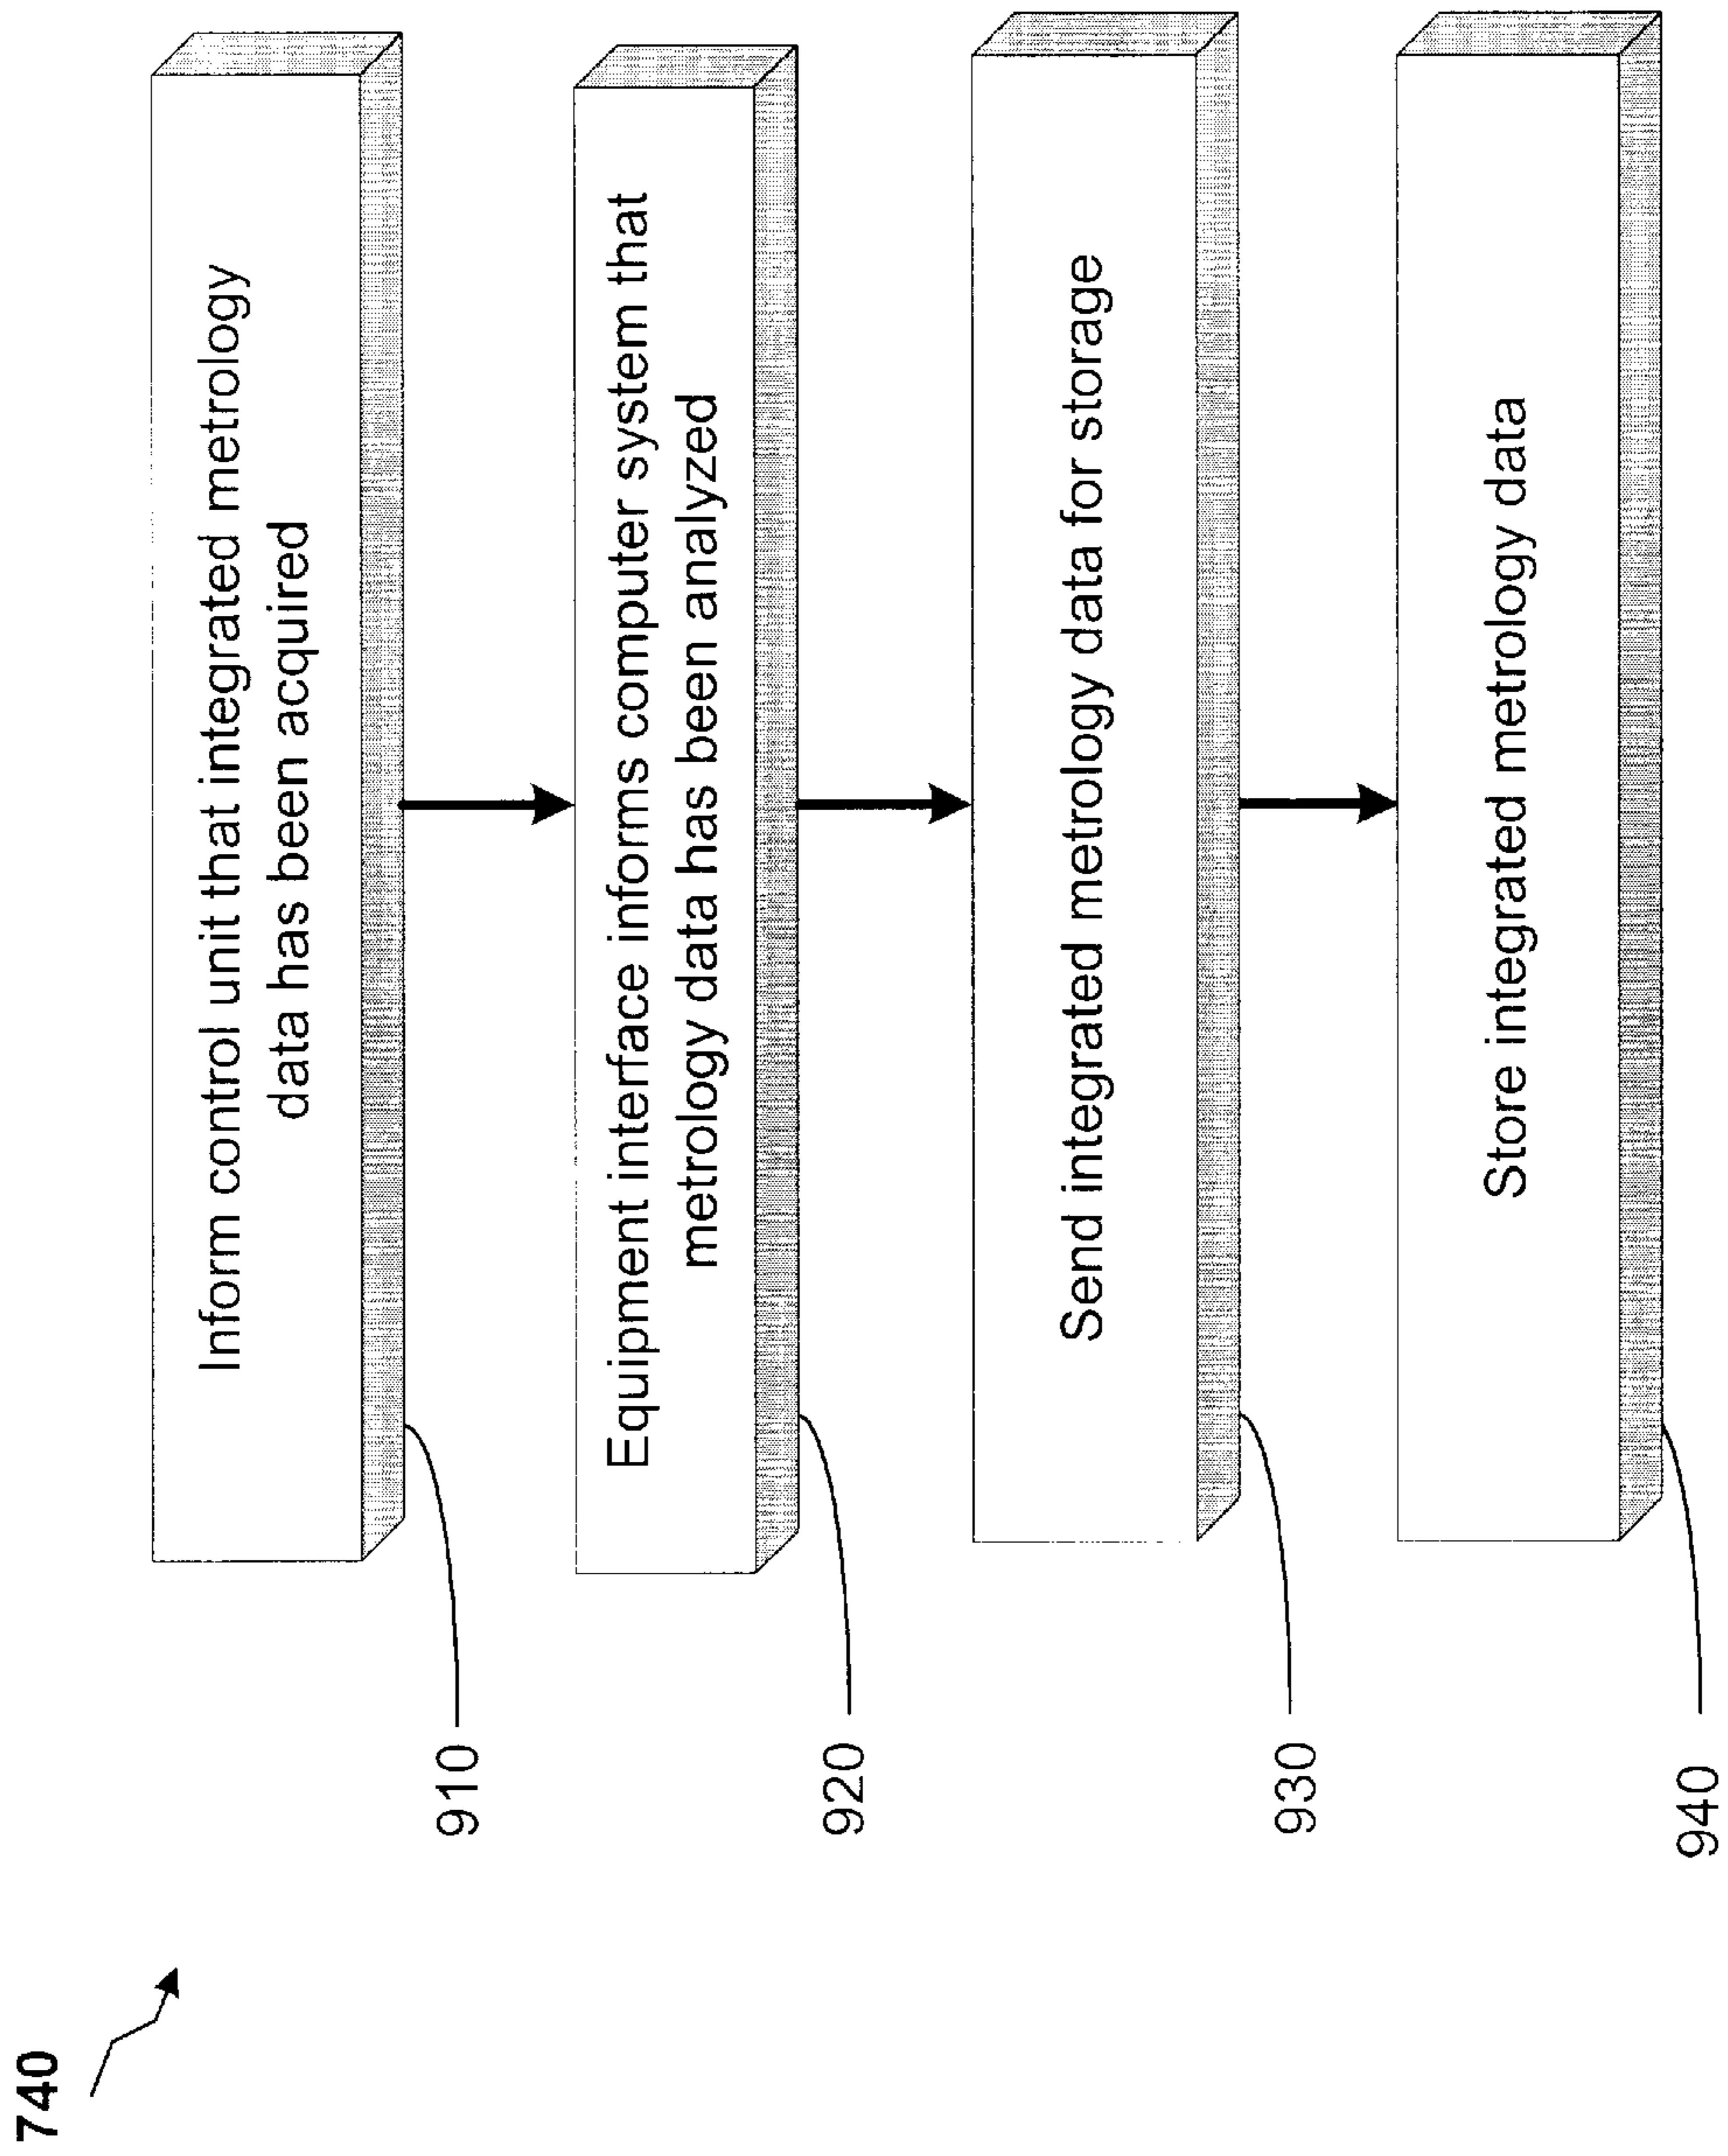 740
Inform control unit that integrated metrology
data has been acquired
910
Equipment interface informs computer system that
metrology data has been analyzed
920
Send integrated metrology data for storage
930
Store integrated metrology data
940